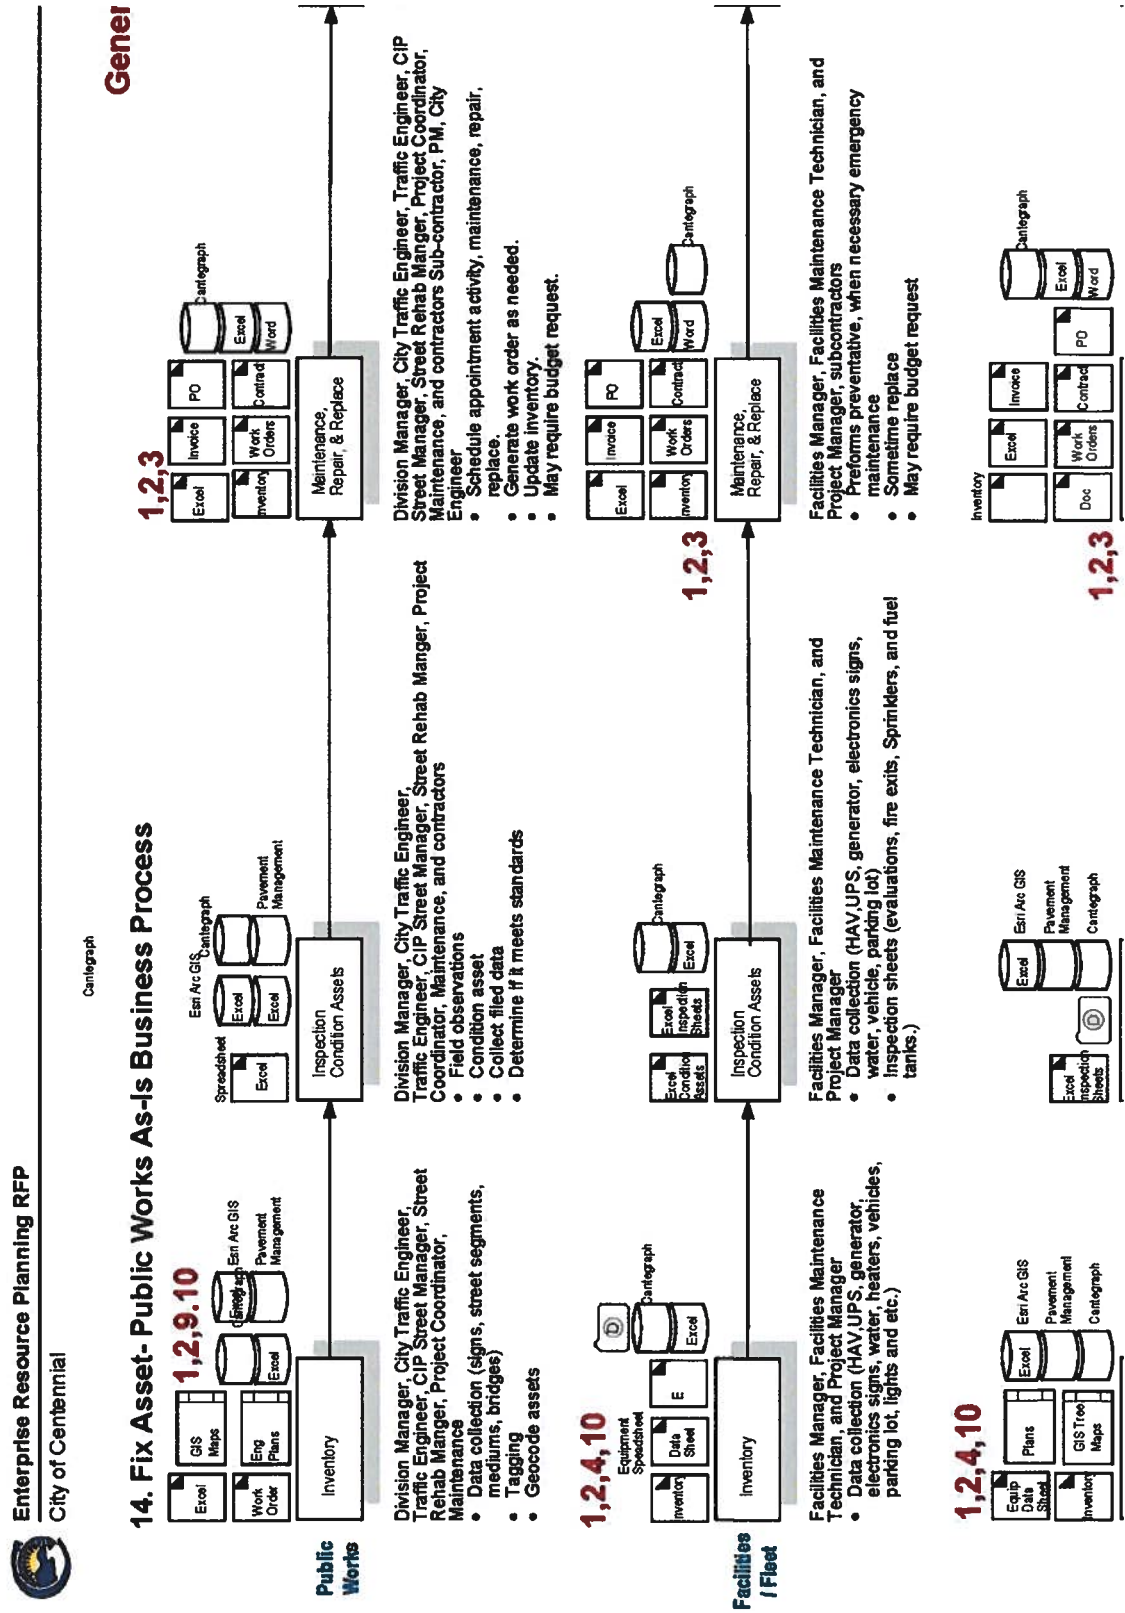 Enterprise Resource Planning RFP
City of Centennial
Cantegraph
14. Fix Asset- Public Works As-Is Business Process
Gener
Public
Works
1,2,9.10
Excel
GIS
Maps
Work
Order
Eng
Plans
Excel
Cantegraph
Esri Arc GIS
Pavement
Management
Inventory
Division Manager, City Traffic Engineer,
Traffic Engineer, CIP Street Manager, Street
Rehab Manger, Project Coordinator,
Maintenance
• Data collection (signs, street segments,
mediums, bridges)
• Tagging
• Geocode assets
Spreadsheet
Excel
Esri Arc GIS
Cantegraph
Excel
Excel
Pavement
Management
Inspection
Condition Assets
Division Manager, City Traffic Engineer,
Traffic Engineer, CIP Street Manager, Street Rehab Manger, Project
Coordinator, Maintenance, and contractors
• Field observations
• Condition asset
• Collect filed data
• Determine if it meets standards
1,2,3
Excel
Invoice
PO
Inventory
Work
Orders
Contract
Cantegraph
Excel
Word
Maintenance,
Repair, & Replace
Division Manager, City Traffic Engineer, Traffic Engineer, CIP
Street Manager, Street Rehab Manger, Project Coordinator,
Maintenance, and contractors Sub-contractor, PM, City
Engineer
• Schedule appointment activity, maintenance, repair,
replace.
• Generate work order as needed.
• Update inventory.
• May require budget request.
Facilities
/ Fleet
1,2,4,10
Equipment
Spreadsheet
Inventory
Data
Sheet
E
Cantegraph
Excel
Inventory
Facilities Manager, Facilities Maintenance
Technician, and Project Manager
• Data collection (HAV,UPS, generator,
electronics signs, water, heaters, vehicles,
parking lot, lights and etc.)
Excel
Condition
Assets
Excel
Inspection
Sheets
Cantegraph
Excel
Inspection
Condition Assets
Facilities Manager, Facilities Maintenance Technician, and
Project Manager
• Data collection (HAV,UPS, generator, electronics signs,
water, vehicle, parking lot)
• Inspection sheets (evaluations, fire exits, Sprinklers, and fuel
tanks.)
1,2,3
Excel
Invoice
PO
Inventory
Work
Orders
Contract
Excel
Word
Cantegraph
Maintenance,
Repair, & Replace
Facilities Manager, Facilities Maintenance Technician, and
Project Manager, subcontractors
• Preforms preventative, when necessary emergency
maintenance
• Sometime replace
• May require budget request
1,2,4,10
Equip
Data
Sheet
Plans
Inventory
GIS Tree
Maps
Excel
Esri Arc GIS
Pavement
Management
Cantegraph
Excel
Inspection
Sheets
Excel
Esri Arc GIS
Pavement
Management
Cantegraph
1,2,3
Inventory
Excel
Invoice
Doc
Work
Orders
Contract
PO
Cantegraph
Excel
Word